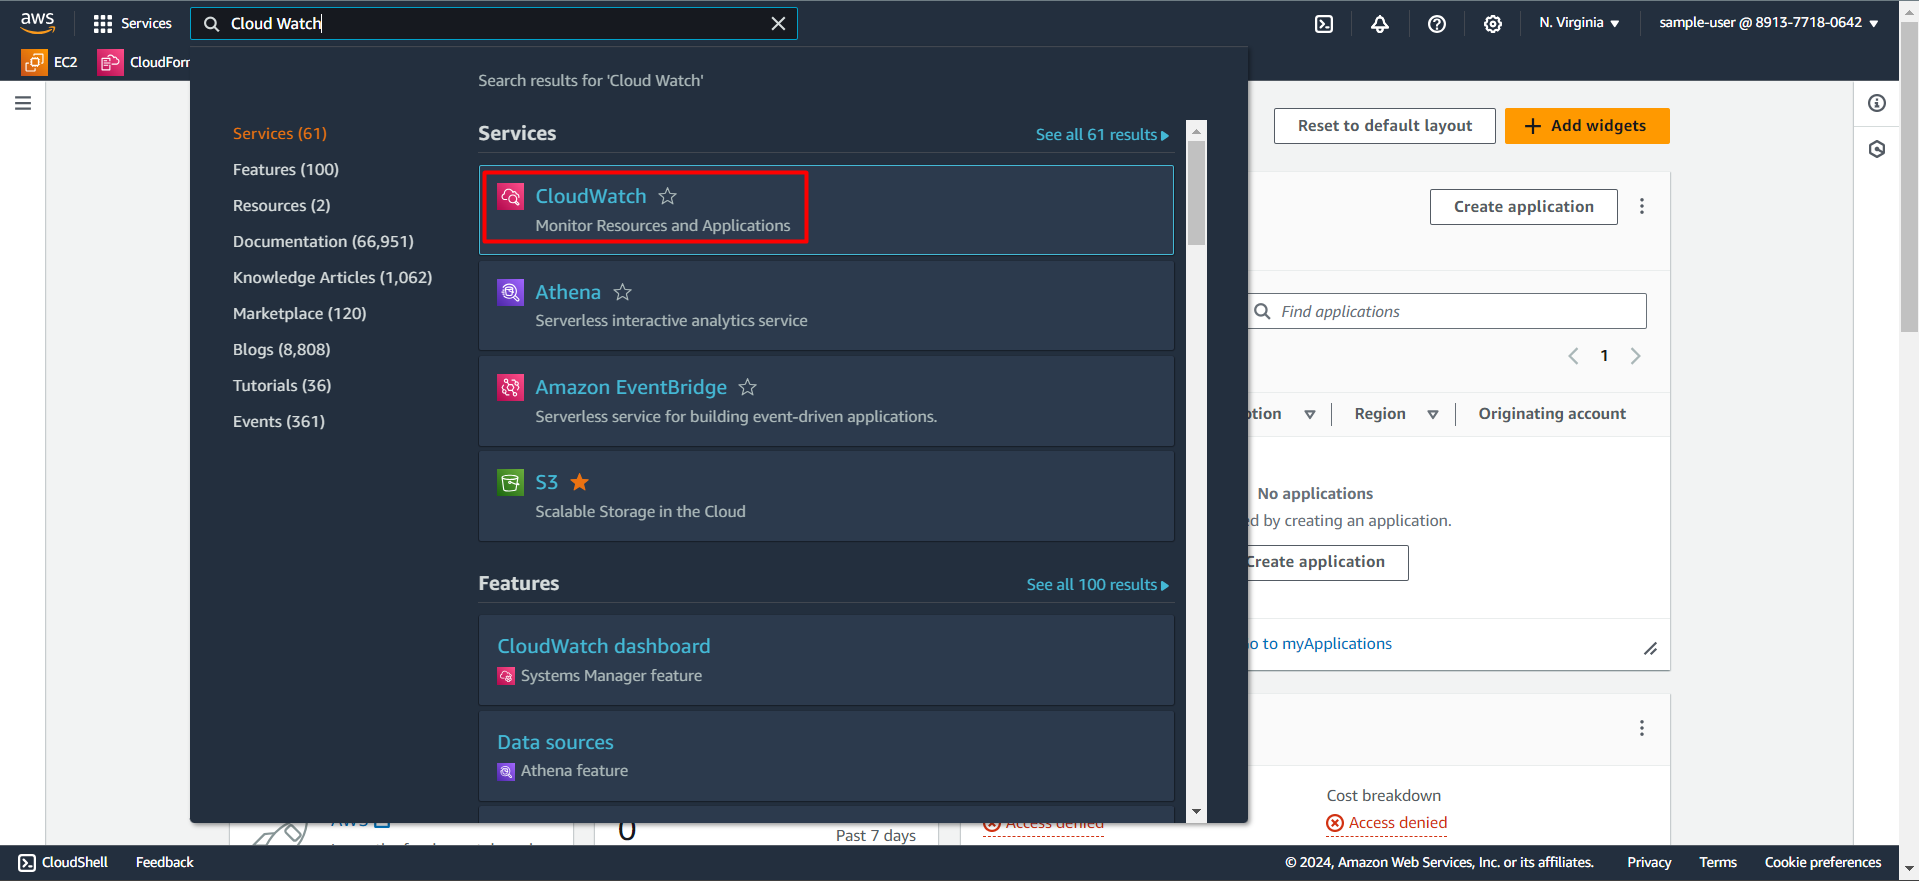 aws
Services
Cloud Watch
N. Virginia
sample-user @ 8913-7718-0642
EC2
CloudForr
Search results for 'Cloud Watch'
Services (61)
Features (100)
Resources (2)
Documentation (66,951)
Knowledge Articles (1,062)
Marketplace (120)
Blogs (8,808)
Tutorials (36)
Events (361)
Services
See all 61 results
CloudWatch
Monitor Resources and Applications
Athena
Serverless interactive analytics service
Amazon EventBridge
Serverless service for building event-driven applications.
S3
Scalable Storage in the Cloud
Features
See all 100 results
CloudWatch dashboard
Systems Manager feature
Data sources
Athena feature
Reset to default layout
Add widgets
Create application
Find applications
1
Region
Originating account
No applications
by creating an application.
Create application
to myApplications
AWS
0
Past 7 days
Access denied
Cost breakdown
Access denied
CloudShell
Feedback
© 2024, Amazon Web Services, Inc. or its affiliates.
Privacy
Terms
Cookie preferences